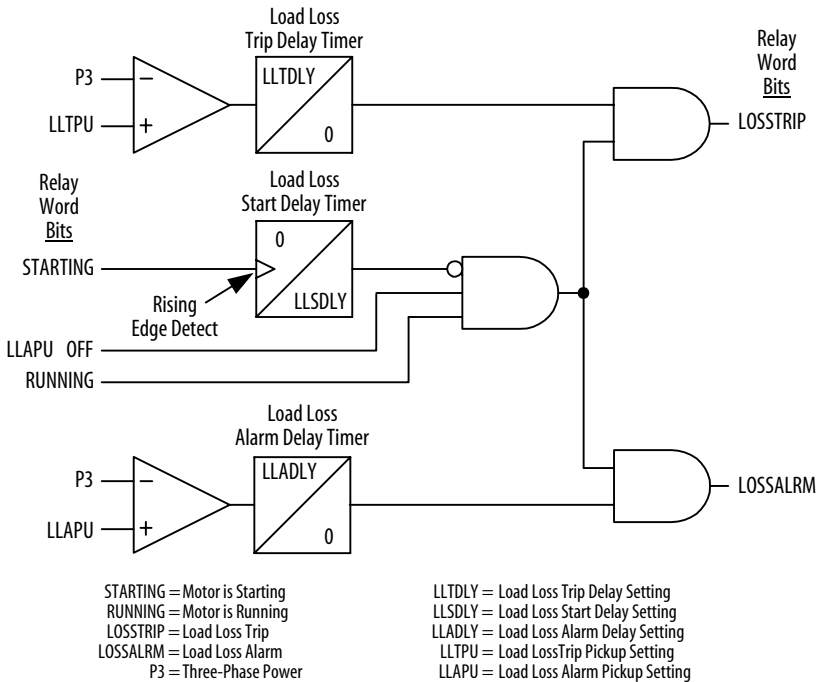 Load Loss
Trip Delay Timer
Relay
Word
Bits
P3
−
LLTPU
+
LLTDLY
0
LOSSTRIP
Relay
Word
Bits
Load Loss
Start Delay Timer
STARTING
0
LLSDLY
Rising
Edge Detect
LLAPU OFF
RUNNING
Load Loss
Alarm Delay Timer
P3
−
LLAPU
+
LLADLY
0
LOSSALRM
STARTING = Motor is Starting
RUNNING = Motor is Running
LOSSTRIP = Load Loss Trip
LOSSALRM = Load Loss Alarm
P3 = Three-Phase Power
LLTDLY = Load Loss Trip Delay Setting
LLSDLY = Load Loss Start Delay Setting
LLADLY = Load Loss Alarm Delay Setting
LLTPU = Load LossTrip Pickup Setting
LLAPU = Load Loss Alarm Pickup Setting